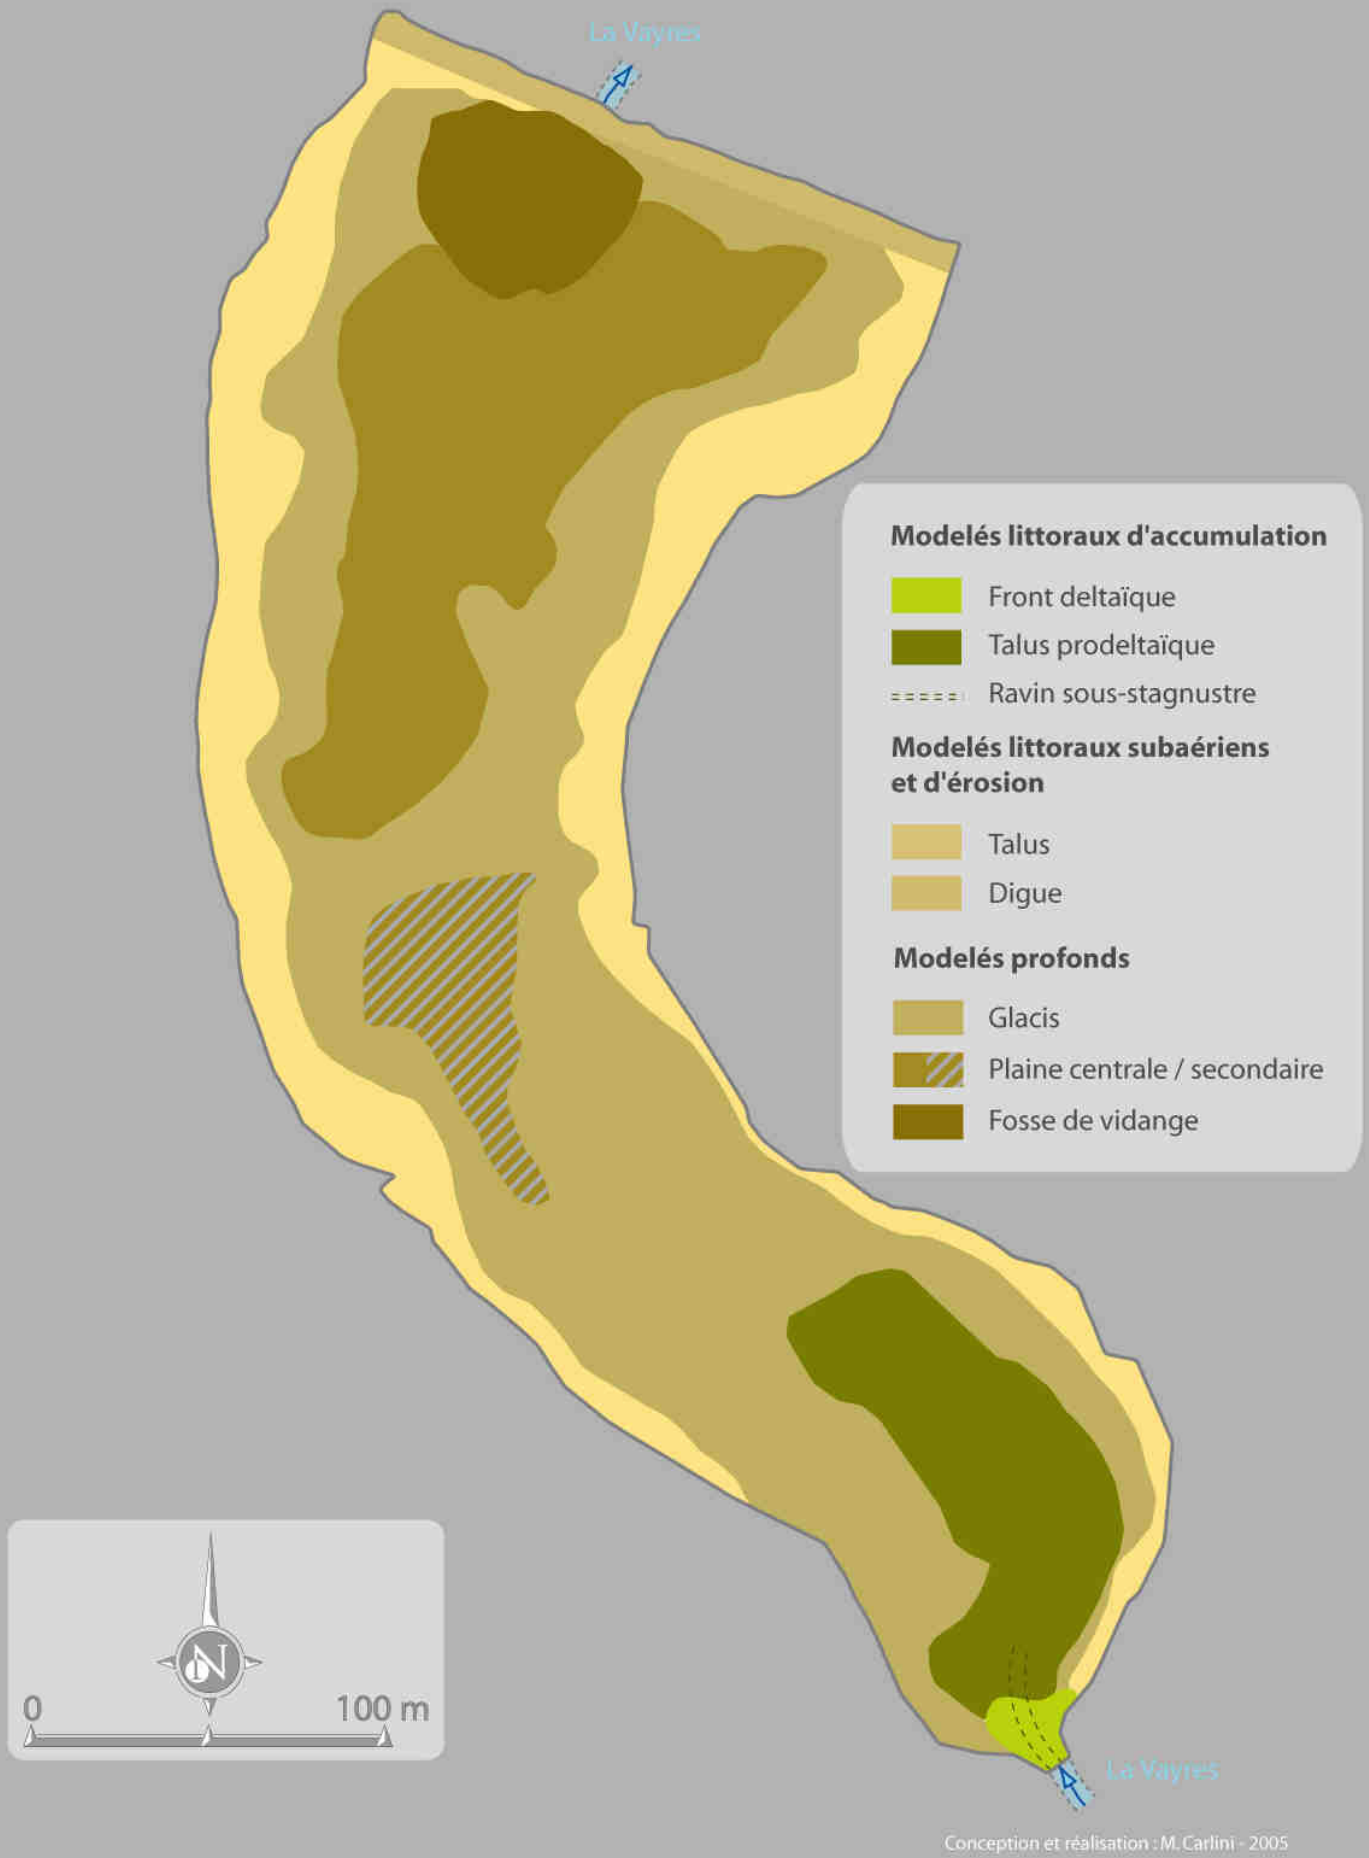 La Vayres
Modelés littoraux d'accumulation
Front deltaïque
Talus prodeltaïque
Ravin sous-stagnustre
Modelés littoraux subaériens
et d'érosion
Talus
Digue
Modelés profonds
Glacis
Plaine centrale / secondaire
Fosse de vidange
N
0 100 m
La Vayres
Conception et réalisation : M. Carlini - 2005